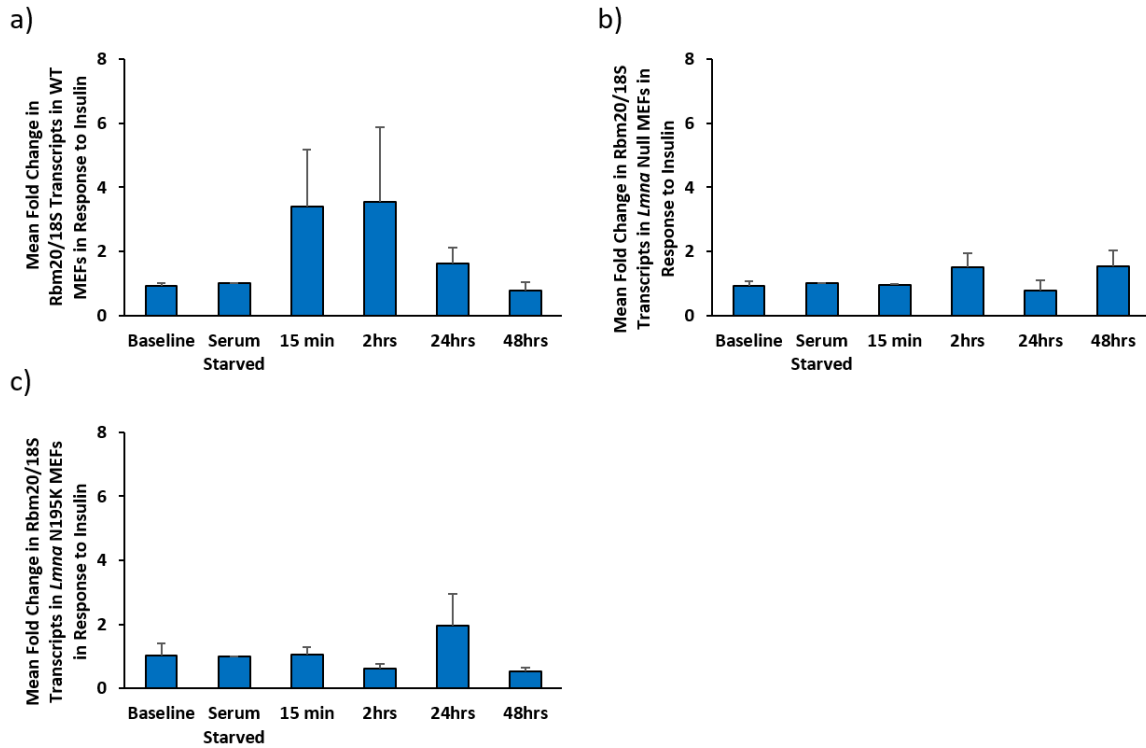 a)
Mean Fold Change in
Rbm20/18S Transcripts in WT
MEFs in Response to Insulin
8
6
4
2
0
Baseline
Serum
Starved
15 min
2hrs
24hrs
48hrs
b)
Mean Fold Change in Rbm20/18S
Transcripts in Lmna Null MEFs in
Response to Insulin
8
6
4
2
0
Baseline
Serum
Starved
15 min
2hrs
24hrs
48hrs
c)
Mean Fold Change in Rbm20/18S
Transcripts in Lmna N195K MEFs
in Response to Insulin
8
6
4
2
0
Baseline
Serum
Starved
15 min
2hrs
24hrs
48hrs